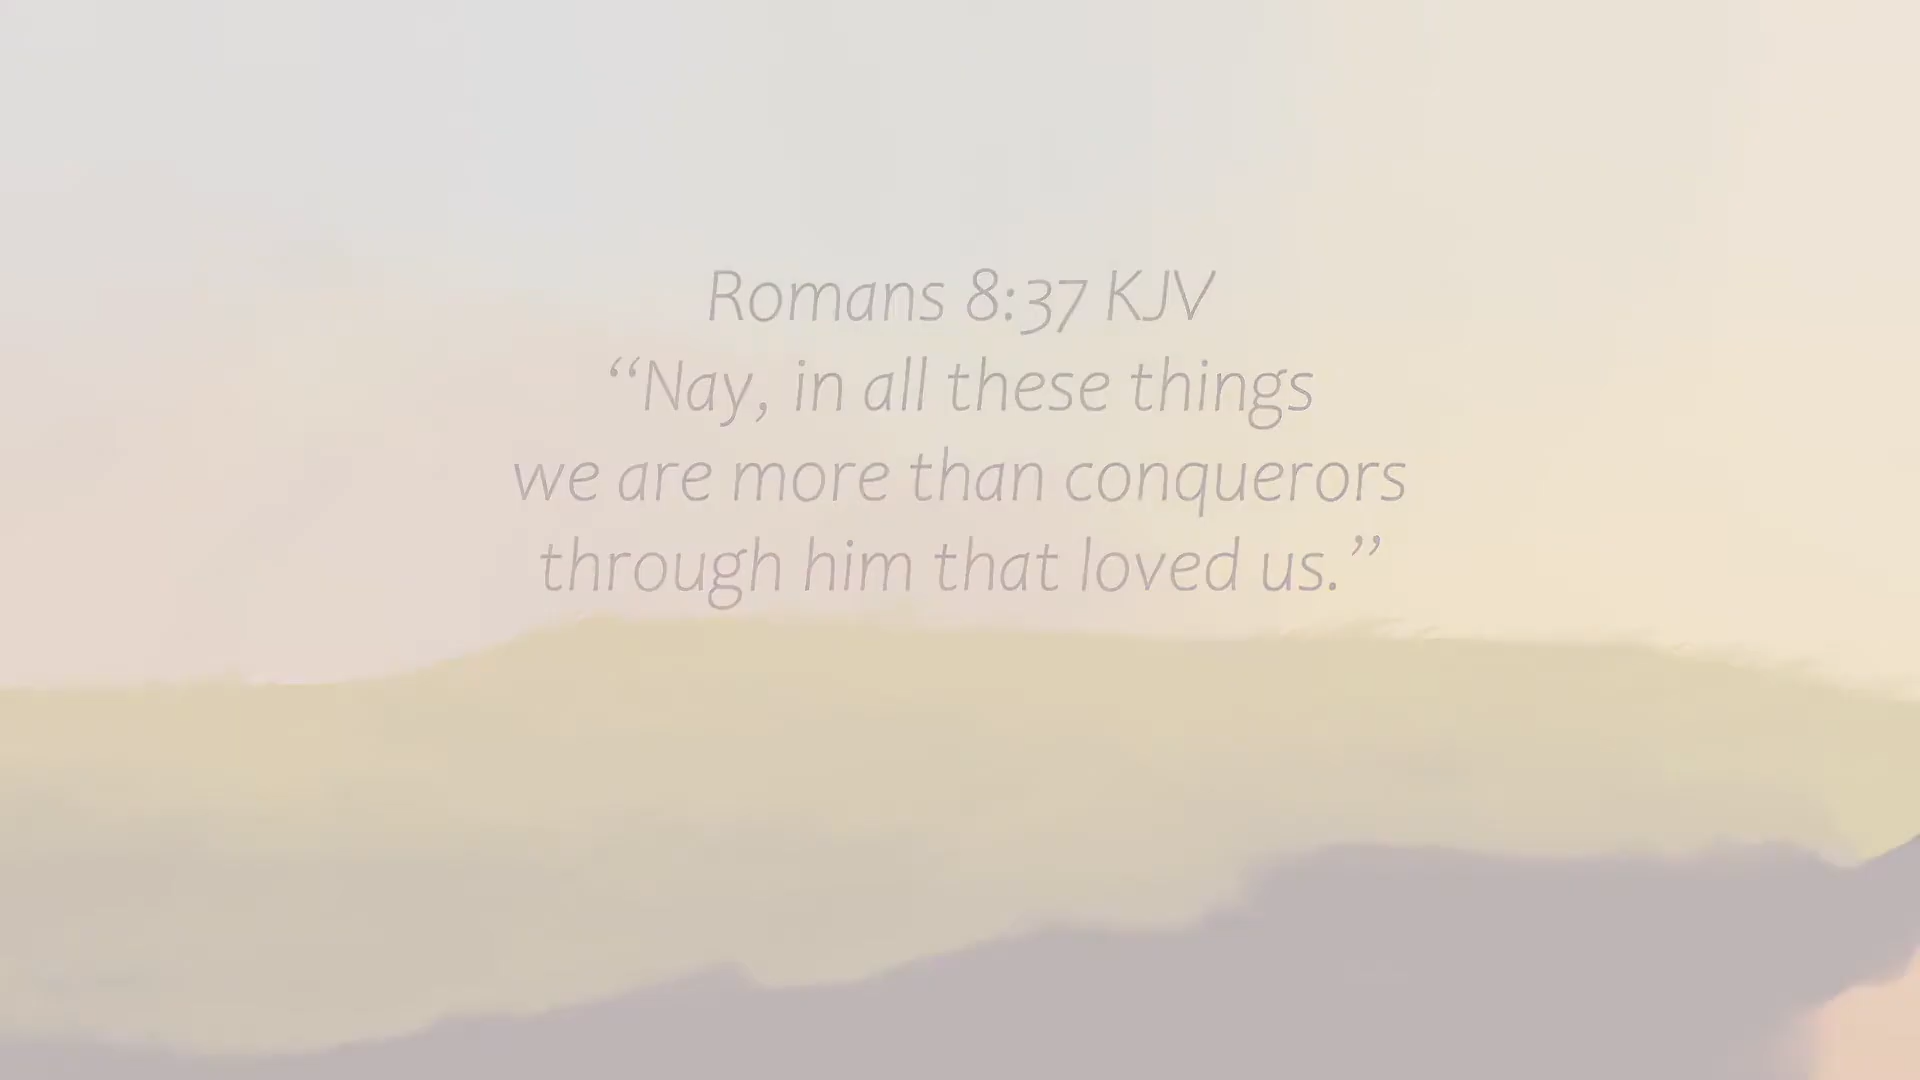 Romans 8:37 KJV
“Nay, in all these things
we are more than conquerors
through him that loved us.”